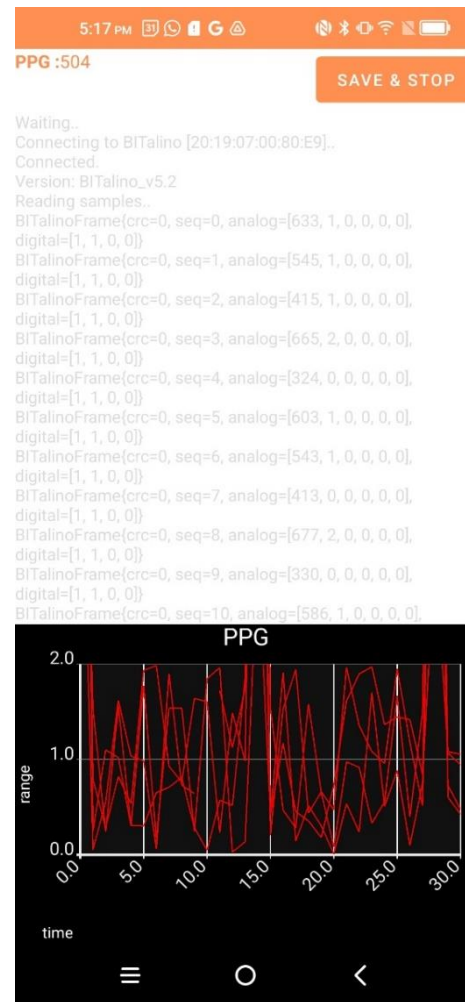 5:17 PM 31 G
PPG :504
SAVE & STOP
Waiting..
Connecting to BITalino [20:19:07:00:80:E9]..
Connected.
Version: BITalino_v5.2
Reading samples..
BITalinoFrame{crc=0, seq=0, analog=[633, 1, 0, 0, 0, 0],
digital=[1, 1, 0, 0]}
BITalinoFrame{crc=0, seq=1, analog=[545, 1, 0, 0, 0, 0],
digital=[1, 1, 0, 0]}
BITalinoFrame{crc=0, seq=2, analog=[415, 1, 0, 0, 0, 0],
digital=[1, 1, 0, 0]}
BITalinoFrame{crc=0, seq=3, analog=[665, 2, 0, 0, 0, 0],
digital=[1, 1, 0, 0]}
BITalinoFrame{crc=0, seq=4, analog=[324, 0, 0, 0, 0, 0],
digital=[1, 1, 0, 0]}
BITalinoFrame{crc=0, seq=5, analog=[603, 1, 0, 0, 0, 0],
digital=[1, 1, 0, 0]}
BITalinoFrame{crc=0, seq=6, analog=[543, 1, 0, 0, 0, 0],
digital=[1, 1, 0, 0]}
BITalinoFrame{crc=0, seq=7, analog=[413, 0, 0, 0, 0, 0],
digital=[1, 1, 0, 0]}
BITalinoFrame{crc=0, seq=8, analog=[677, 2, 0, 0, 0, 0],
digital=[1, 1, 0, 0]}
BITalinoFrame{crc=0, seq=9, analog=[330, 0, 0, 0, 0, 0],
digital=[1, 1, 0, 0]}
BITalinoFrame{crc=0, seq=10, analog=[586, 1, 0, 0, 0, 0],
PPG
2.0
1.0
0.0
range
0.0 5.0 10.0 15.0 20.0 25.0 30.0
time